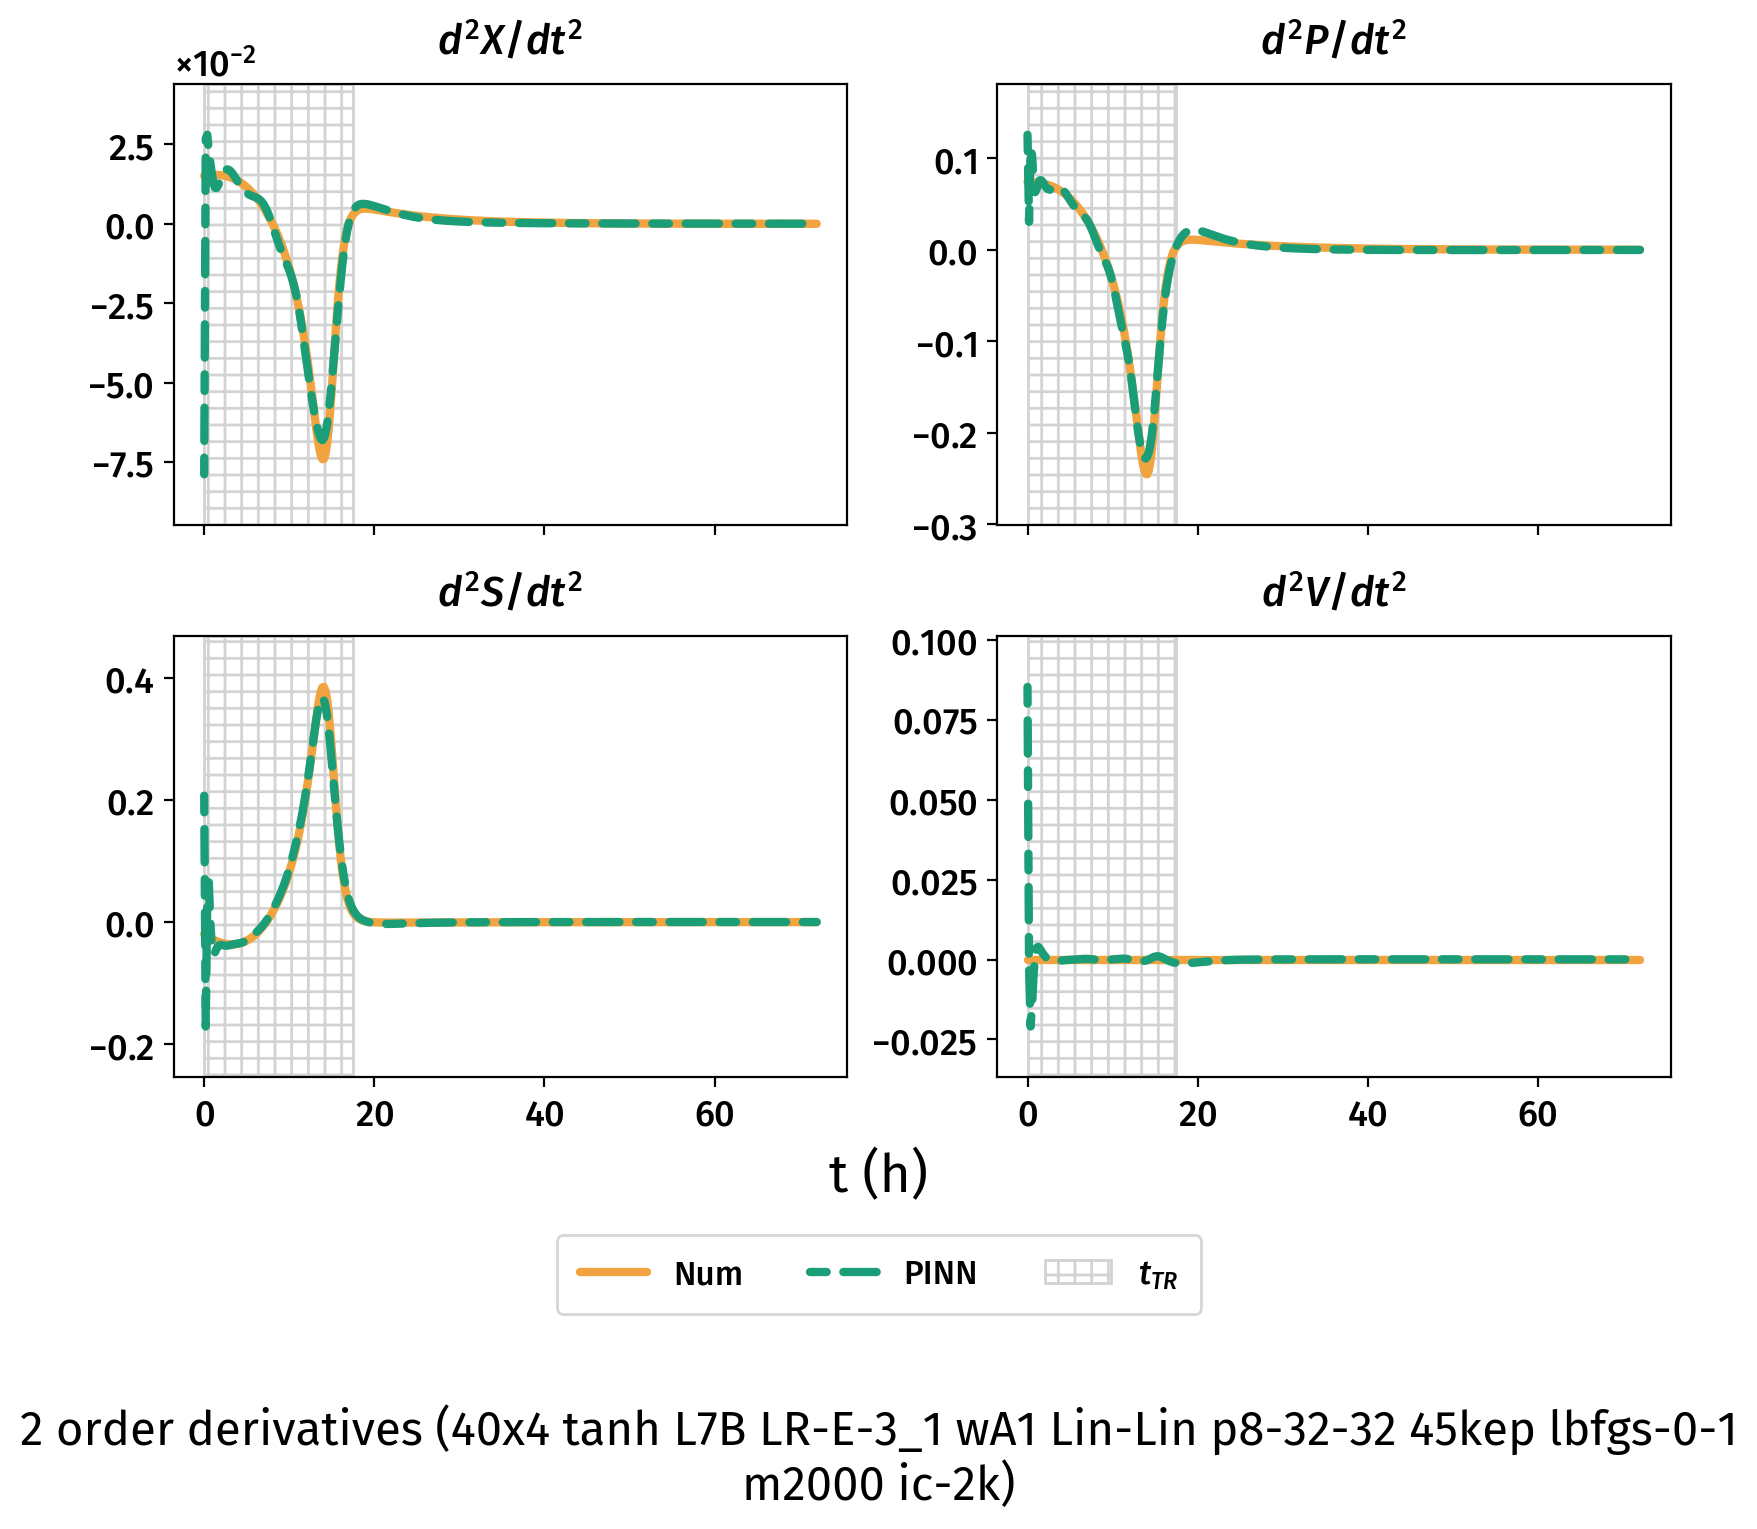 d²X/dt²
d²P/dt²
×10⁻²
2.5
0.0
−2.5
−5.0
−7.5
0.1
0.0
−0.1
−0.2
−0.3
d²S/dt²
d²V/dt²
0.4
0.2
0.0
−0.2
0.100
0.075
0.050
0.025
0.000
−0.025
0 20 40 60
0 20 40 60
t (h)
Num PINN t_TR
2 order derivatives (40x4 tanh L7B LR-E-3_1 wA1 Lin-Lin p8-32-32 45kep lbfgs-0-1
m2000 ic-2k)